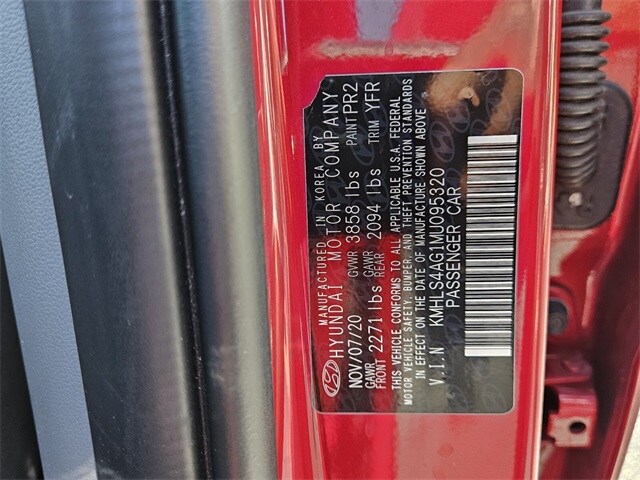 MANUFACTURED IN KOREA BY
HYUNDAI MOTOR COMPANY
NOV/07/20 GVWR 3858 lbs PAINT PR2
GAWR FRONT 2271 lbs GAWR REAR 2094 lbs TRIM YFR
THIS VEHICLE CONFORMS TO ALL APPLICABLE U.S.A. FEDERAL
MOTOR VEHICLE SAFETY, BUMPER, AND THEFT PREVENTION STANDARDS
IN EFFECT ON THE DATE OF MANUFACTURE SHOWN ABOVE
V.I.N KMHLS4AG1MU095320
PASSENGER CAR